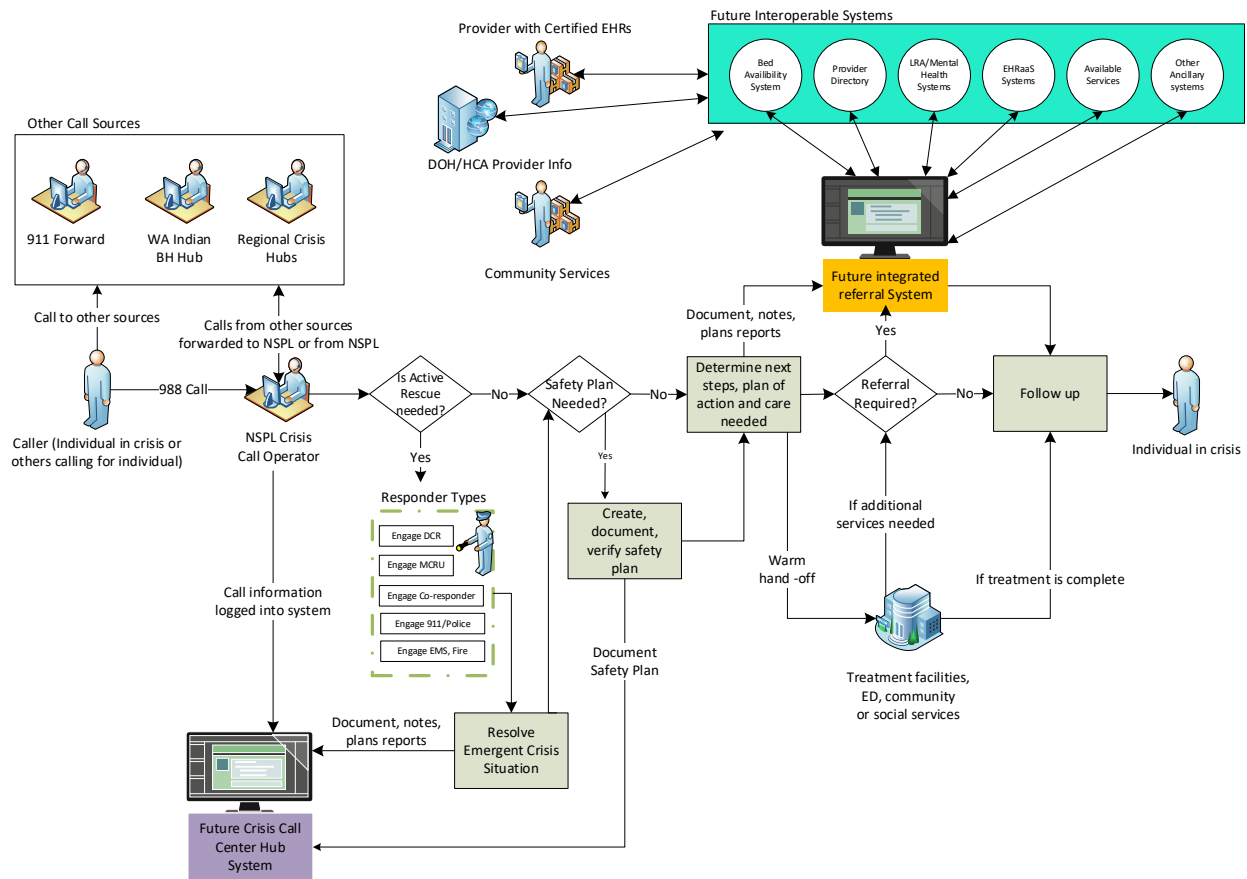 Future Interoperable Systems
Provider with Certified EHRs
Bed
Availibility
System
Provider
Directory
LRA/Mental
Health
Systems
EHRaaS
Systems
Available
Services
Other
Ancillary
systems
DOH/HCA Provider Info
Community Services
Other Call Sources
911 Forward
WA Indian
BH Hub
Regional Crisis
Hubs
Call to other sources
Calls from other sources
forwarded to NSPL or from NSPL
Future integrated
referral System
Document, notes,
plans reports
Yes
988 Call
Caller (Individual in crisis or
others calling for individual)
NSPL Crisis
Call Operator
Is Active
Rescue
needed?
No
Safety Plan
Needed?
No
Determine next
steps, plan of
action and care
needed
Referral
Required?
No
Follow up
Individual in crisis
Yes
Yes
Responder Types
Engage DCR
Engage MCRU
Engage Co-responder
Engage 911/Police
Engage EMS, Fire
Create,
document,
verify safety
plan
If additional
services needed
Warm
hand -off
If treatment is complete
Call information
logged into system
Document
Safety Plan
Treatment facilities,
ED, community
or social services
Document, notes,
plans reports
Resolve
Emergent Crisis
Situation
Future Crisis Call
Center Hub
System